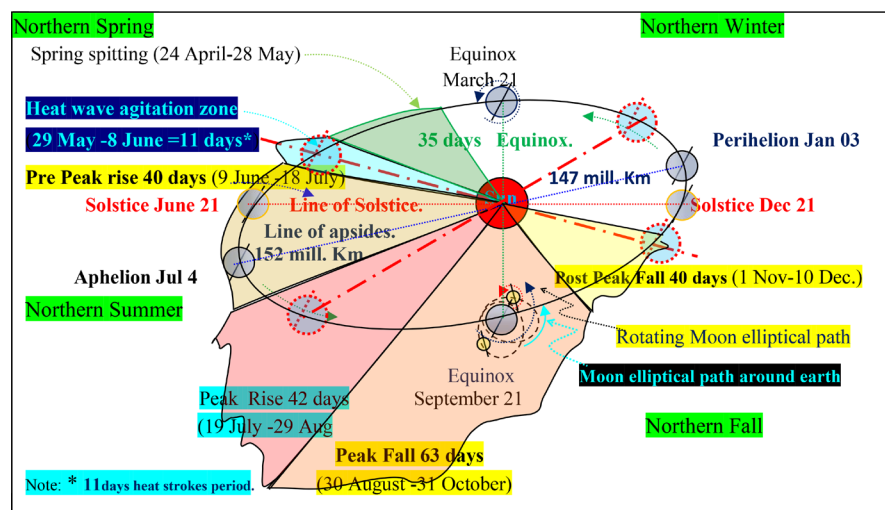 Northern Spring
Northern Winter
Spring spitting (24 April-28 May)
Equinox
March 21
Heat wave agitation zone
29 May -8 June =11 days*
35 days Equinox.
Perihelion Jan 03
Pre Peak rise 40 days (9 June -18 July)
147 mill. Km
Sun
Solstice June 21
Line of Solstice.
Solstice Dec 21
Line of apsides.
152 mill. Km
Aphelion Jul 4
Post Peak Fall 40 days (1 Nov-10 Dec.)
Northern Summer
Rotating Moon elliptical path
Equinox
September 21
Moon elliptical path around earth
Peak Rise 42 days
(19 July -29 Aug
Northern Fall
Peak Fall 63 days
(30 August -31 October)
Note: * 11days heat strokes period.